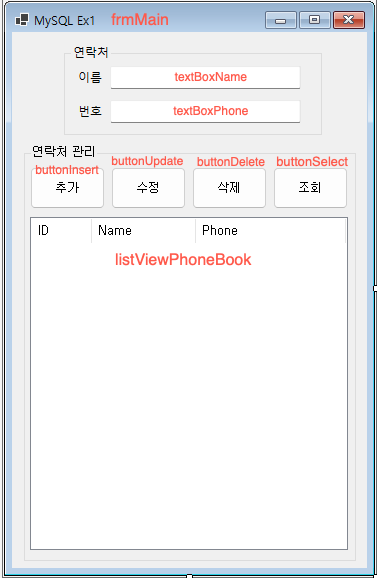 MySQL Ex1 frmMain
연락처
이름 textBoxName
번호 textBoxPhone
연락처 관리
buttonInsert buttonUpdate buttonDelete buttonSelect
추가 수정 삭제 조회
ID Name Phone
listViewPhoneBook